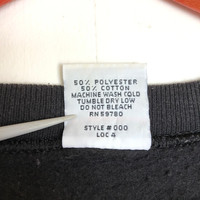 50% POLYESTER
50% COTTON
MACHINE WASH COLD
TUMBLE DRY LOW
DO NOT BLEACH
RN 59780
STYLE # 000
LOC 4